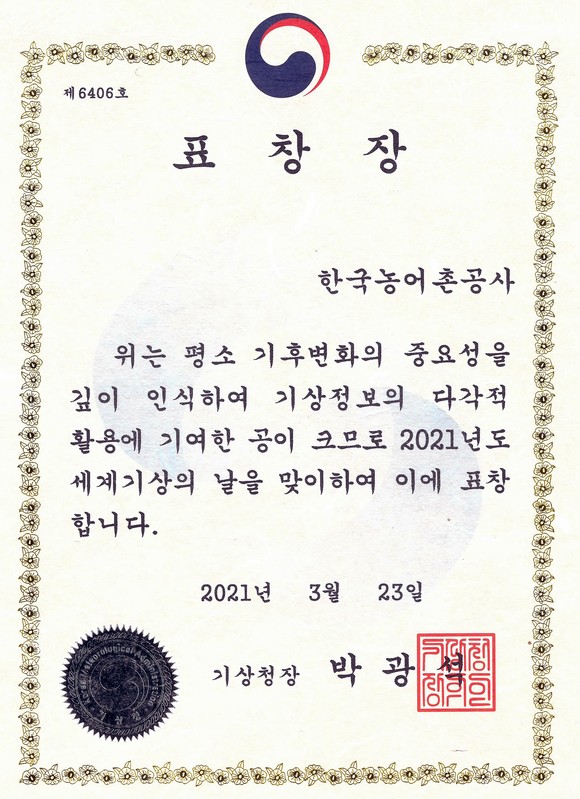 제6406호
표 창 장
한국농어촌공사
위는 평소 기후변화의 중요성을
깊이 인식하여 기상정보의 다각적
활용에 기여한 공이 크므로 2021년도
세계기상의 날을 맞이하여 이에 표창
합니다.
2021년 3월 23일
기상청장 박 광 석